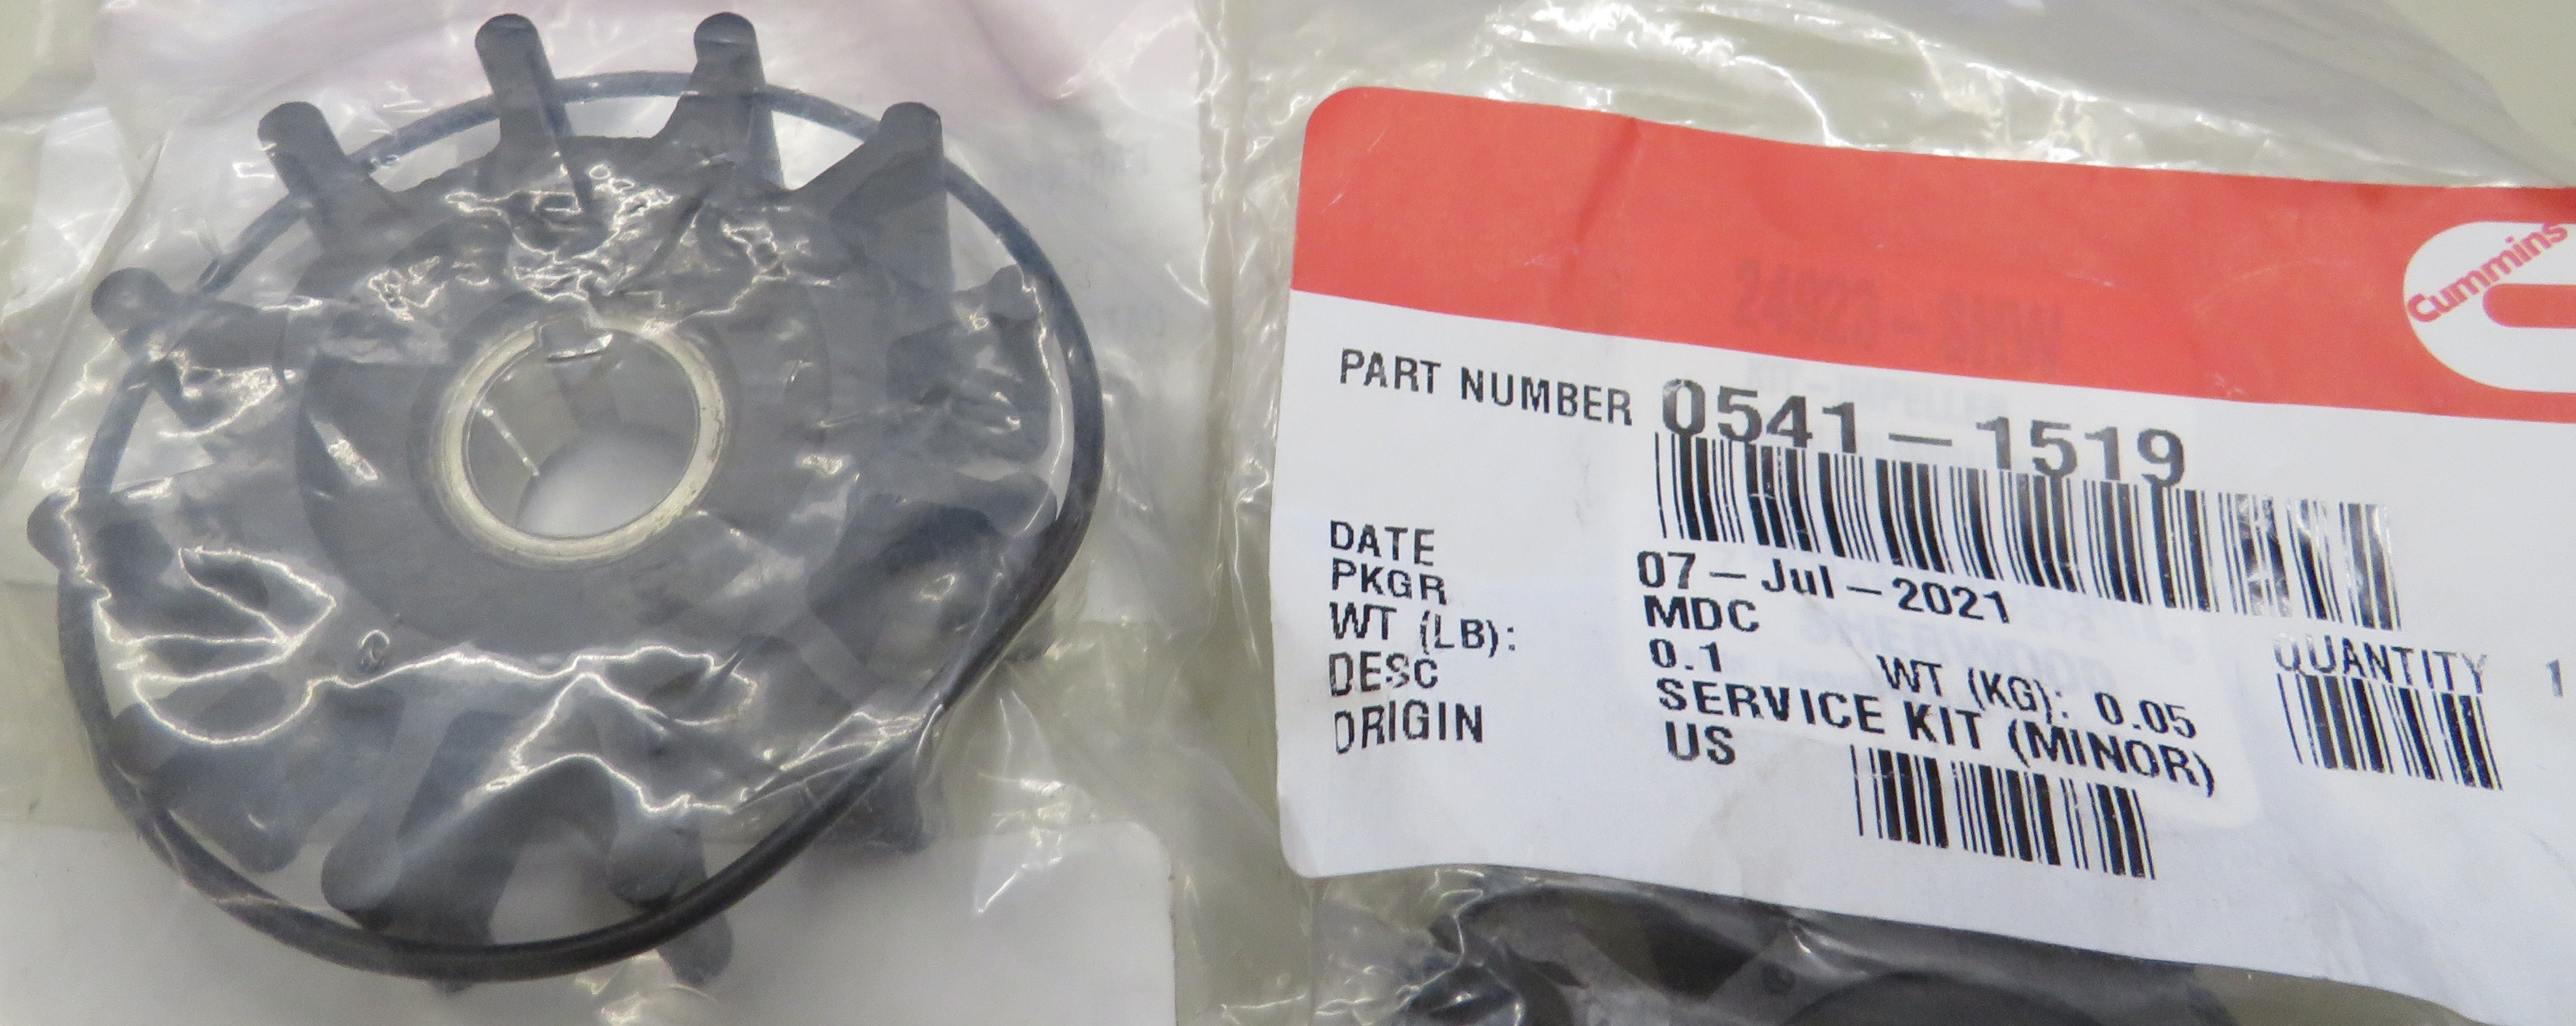 Cummins
PART NUMBER 0541-1519
DATE 07-Jul-2021
PKGR MDC
WT (LB): 0.1 WT (KG): 0.05
DESC SERVICE KIT (MINOR)
ORIGIN US
QUANTITY 1